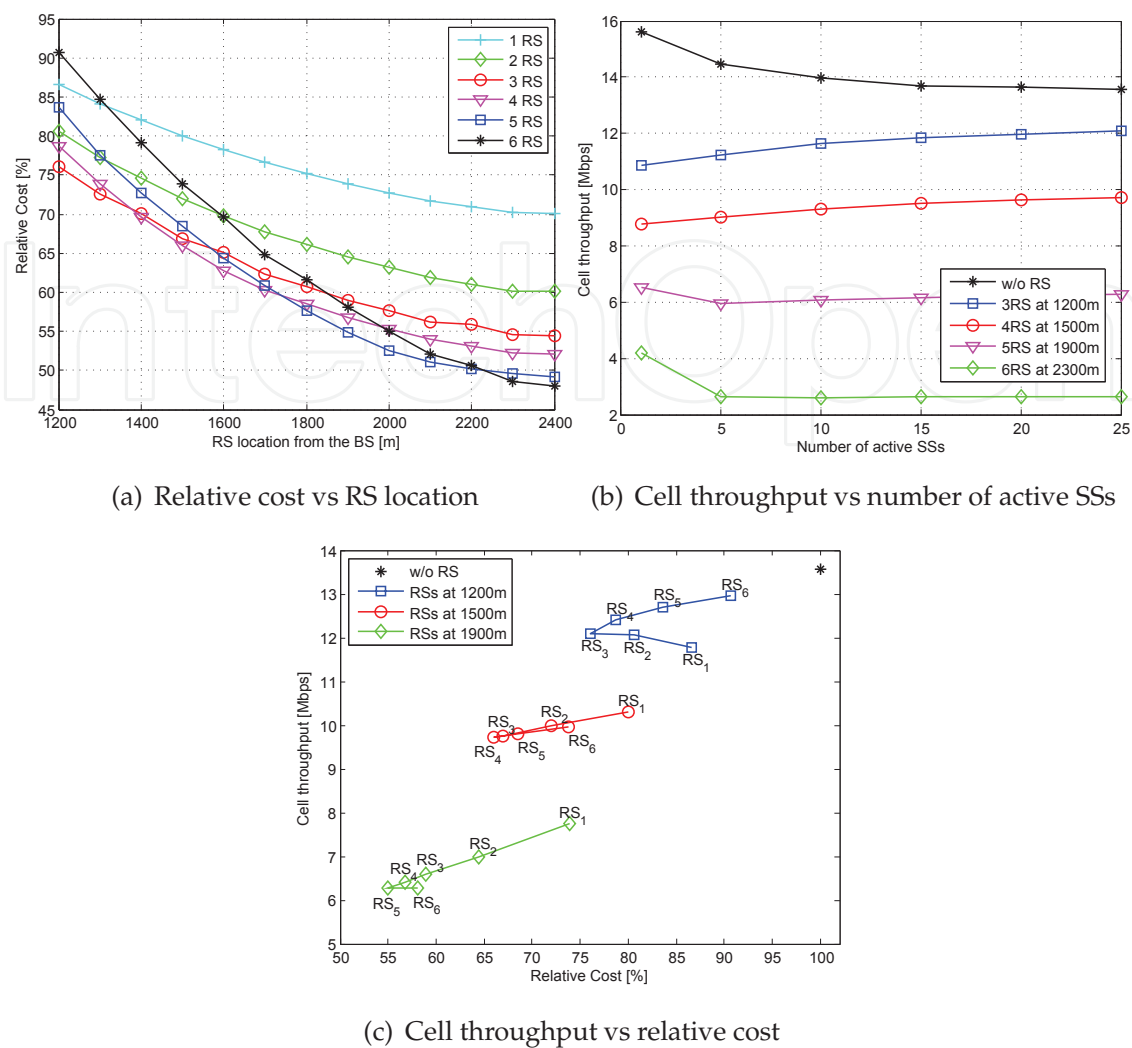 95
90
85
80
75
70
65
60
55
50
45
Relative Cost [%]
1200 1400 1600 1800 2000 2200 2400
RS location from the BS [m]
1 RS
2 RS
3 RS
4 RS
5 RS
6 RS
(a) Relative cost vs RS location
16
14
12
10
8
6
4
2
Cell throughput [Mbps]
0 5 10 15 20 25
Number of active SSs
w/o RS
3RS at 1200m
4RS at 1500m
5RS at 1900m
6RS at 2300m
(b) Cell throughput vs number of active SSs
InTechOpen
14
13
12
11
10
9
8
7
6
5
Cell throughput [Mbps]
50 55 60 65 70 75 80 85 90 95 100
Relative Cost [%]
w/o RS
RSs at 1200m
RSs at 1500m
RSs at 1900m
RS6
RS5
RS4
RS3
RS2
RS1
RS1
RS2
RS3
RS4
RS5
RS6
RS1
RS2
RS3
RS4
RS5
RS6
(c) Cell throughput vs relative cost